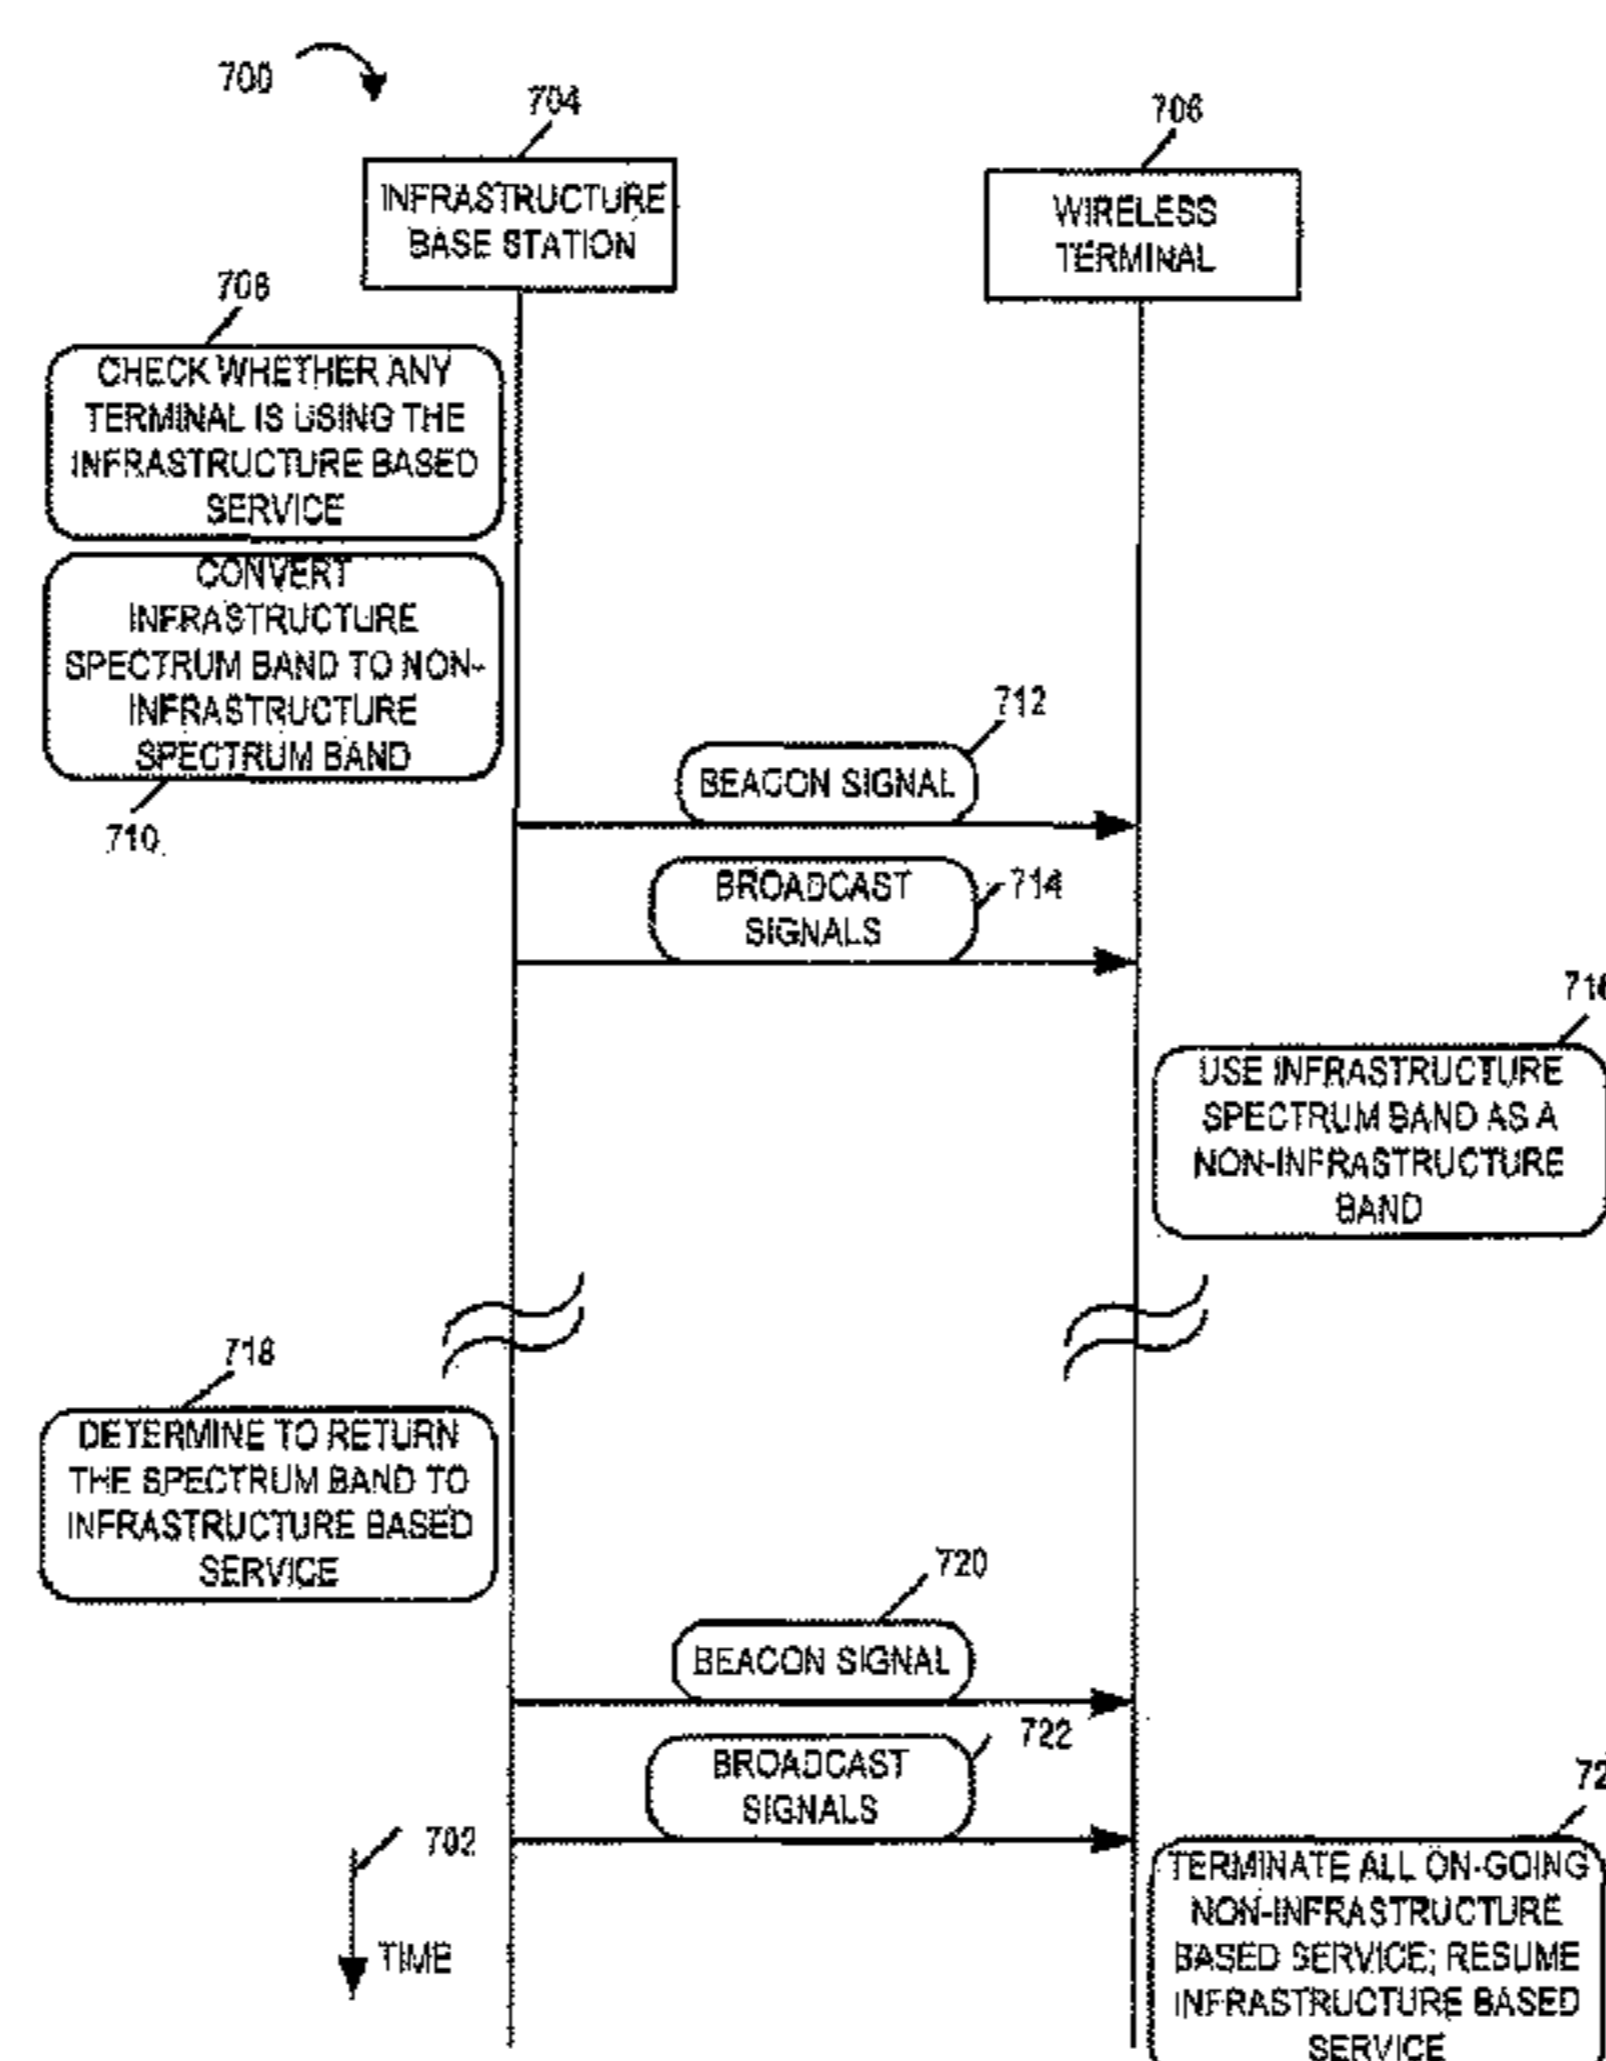 700
704
706
INFRASTRUCTURE
BASE STATION
WIRELESS
TERMINAL
708
CHECK WHETHER ANY
TERMINAL IS USING THE
INFRASTRUCTURE BASED
SERVICE
CONVERT
INFRASTRUCTURE
SPECTRUM BAND TO NON-
INFRASTRUCTURE
SPECTRUM BAND
710
712
BEACON SIGNAL
714
BROADCAST
SIGNALS
716
USE INFRASTRUCTURE
SPECTRUM BAND AS A
NON-INFRASTRUCTURE
BAND
718
DETERMINE TO RETURN
THE SPECTRUM BAND TO
INFRASTRUCTURE BASED
SERVICE
720
BEACON SIGNAL
722
BROADCAST
SIGNALS
702
TIME
TERMINATE ALL ON-GOING
NON-INFRASTRUCTURE
BASED SERVICE; RESUME
INFRASTRUCTURE BASED
SERVICE